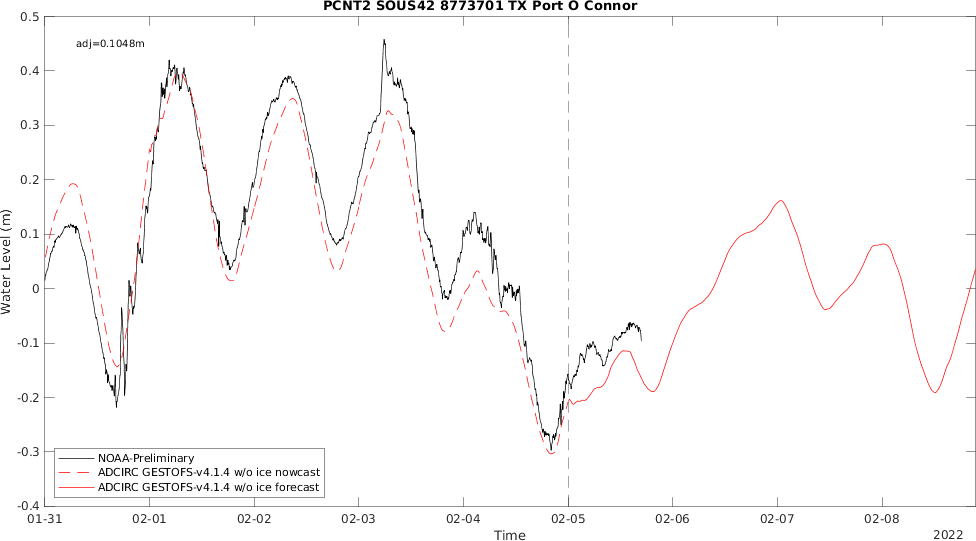 PCNT2 SOUS42 8773701 TX Port O Connor
adj=0.1048m
0.5
0.4
0.3
0.2
0.1
0
-0.1
-0.2
-0.3
-0.4
Water Level (m)
NOAA-Preliminary
ADCIRC GESTOFS-v4.1.4 w/o ice nowcast
ADCIRC GESTOFS-v4.1.4 w/o ice forecast
01-31 02-01 02-02 02-03 02-04 02-05 02-06 02-07 02-08
Time
2022